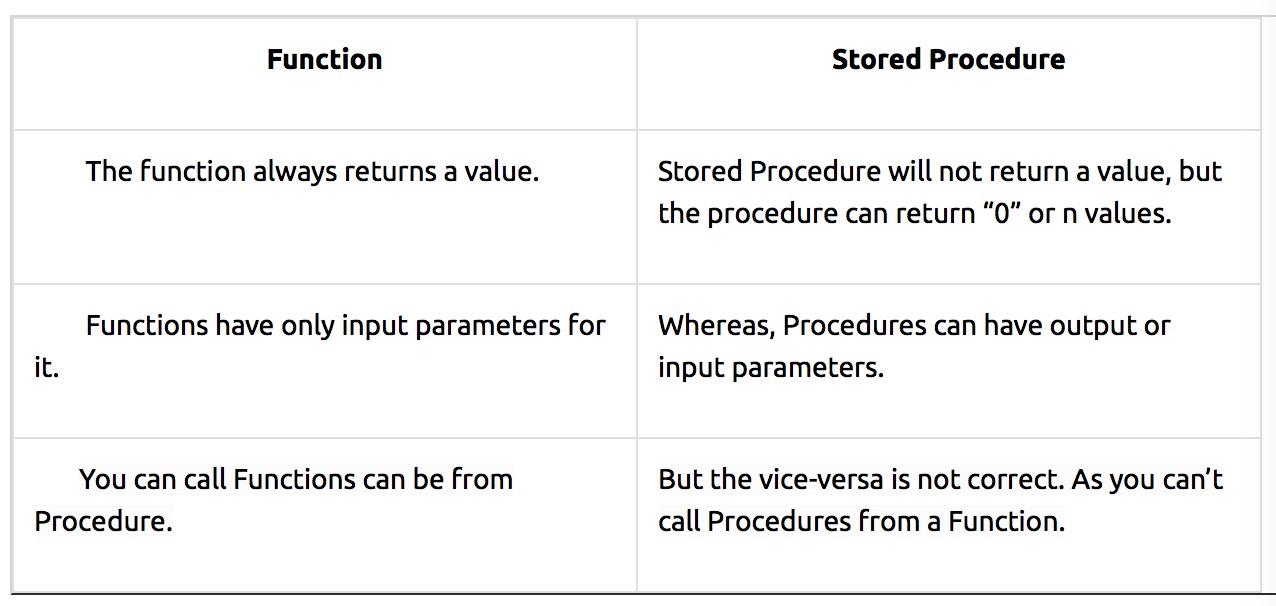 Function
Stored Procedure
The function always returns a value.
Stored Procedure will not return a value, but
the procedure can return “0” or n values.
Functions have only input parameters for
it.
Whereas, Procedures can have output or
input parameters.
You can call Functions can be from
Procedure.
But the vice-versa is not correct. As you can’t
call Procedures from a Function.